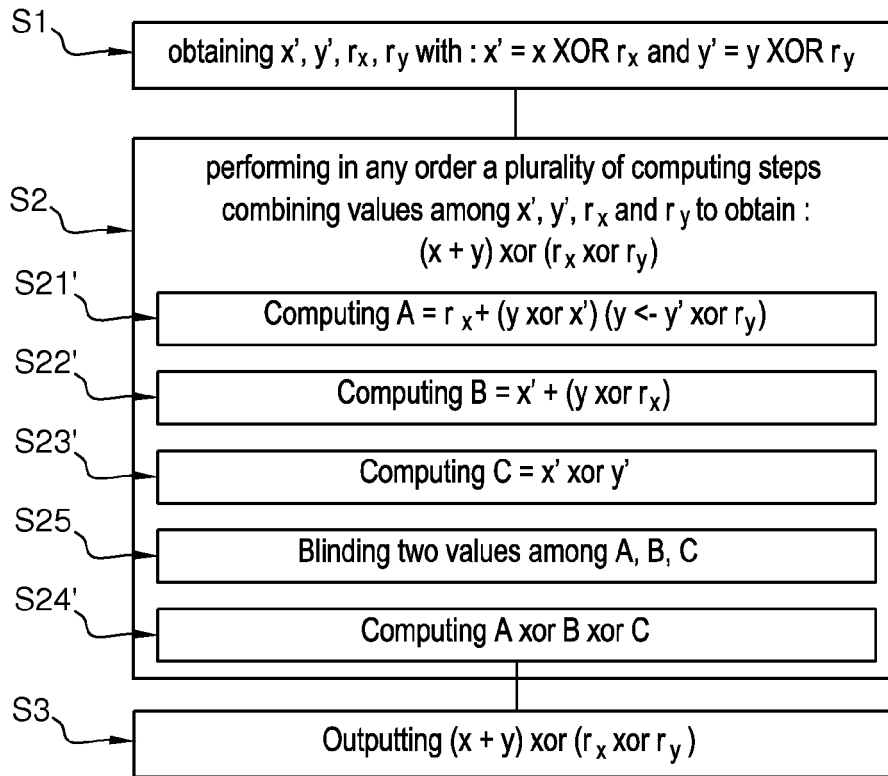 S1
obtaining x', y', rx, ry with : x' = x XOR rx and y' = y XOR ry
S2
performing in any order a plurality of computing steps
combining values among x', y', rx and ry to obtain :
(x + y) xor (rx xor ry)
S21'
Computing A = rx + (y xor x') (y <- y' xor ry)
S22'
Computing B = x' + (y xor rx)
S23'
Computing C = x' xor y'
S25
Blinding two values among A, B, C
S24'
Computing A xor B xor C
S3
Outputting (x + y) xor (rx xor ry)